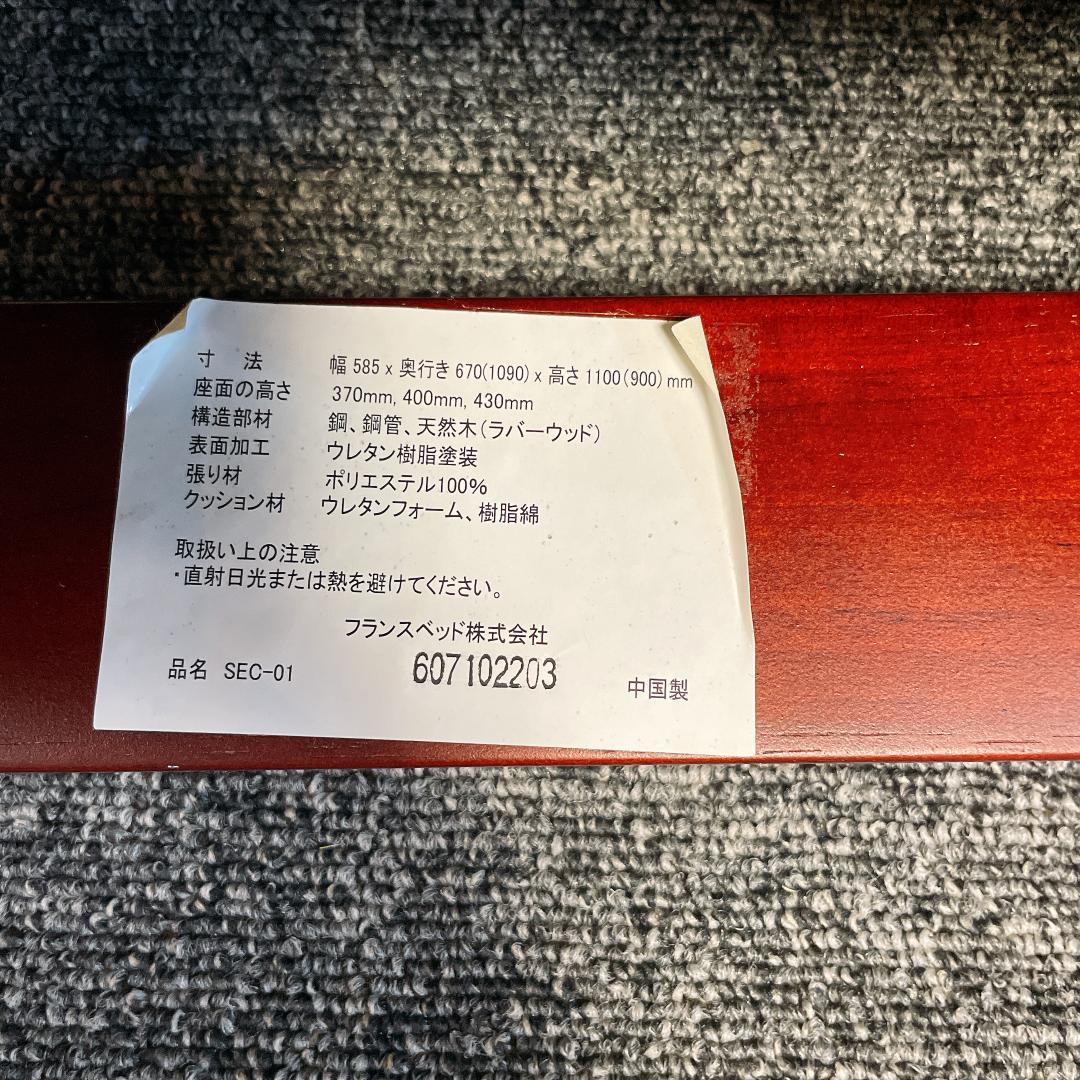 寸　法　幅 585 x 奥行き 670(1090) x 高さ 1100(900) mm
座面の高さ　370mm, 400mm, 430mm
構造部材　鋼、鋼管、天然木(ラバーウッド)
表面加工　ウレタン樹脂塗装
張り材　ポリエステル100%
クッション材　ウレタンフォーム、樹脂綿
取扱い上の注意
・直射日光または熱を避けてください。
フランスベッド株式会社
品名 SEC-01　607102203　中国製